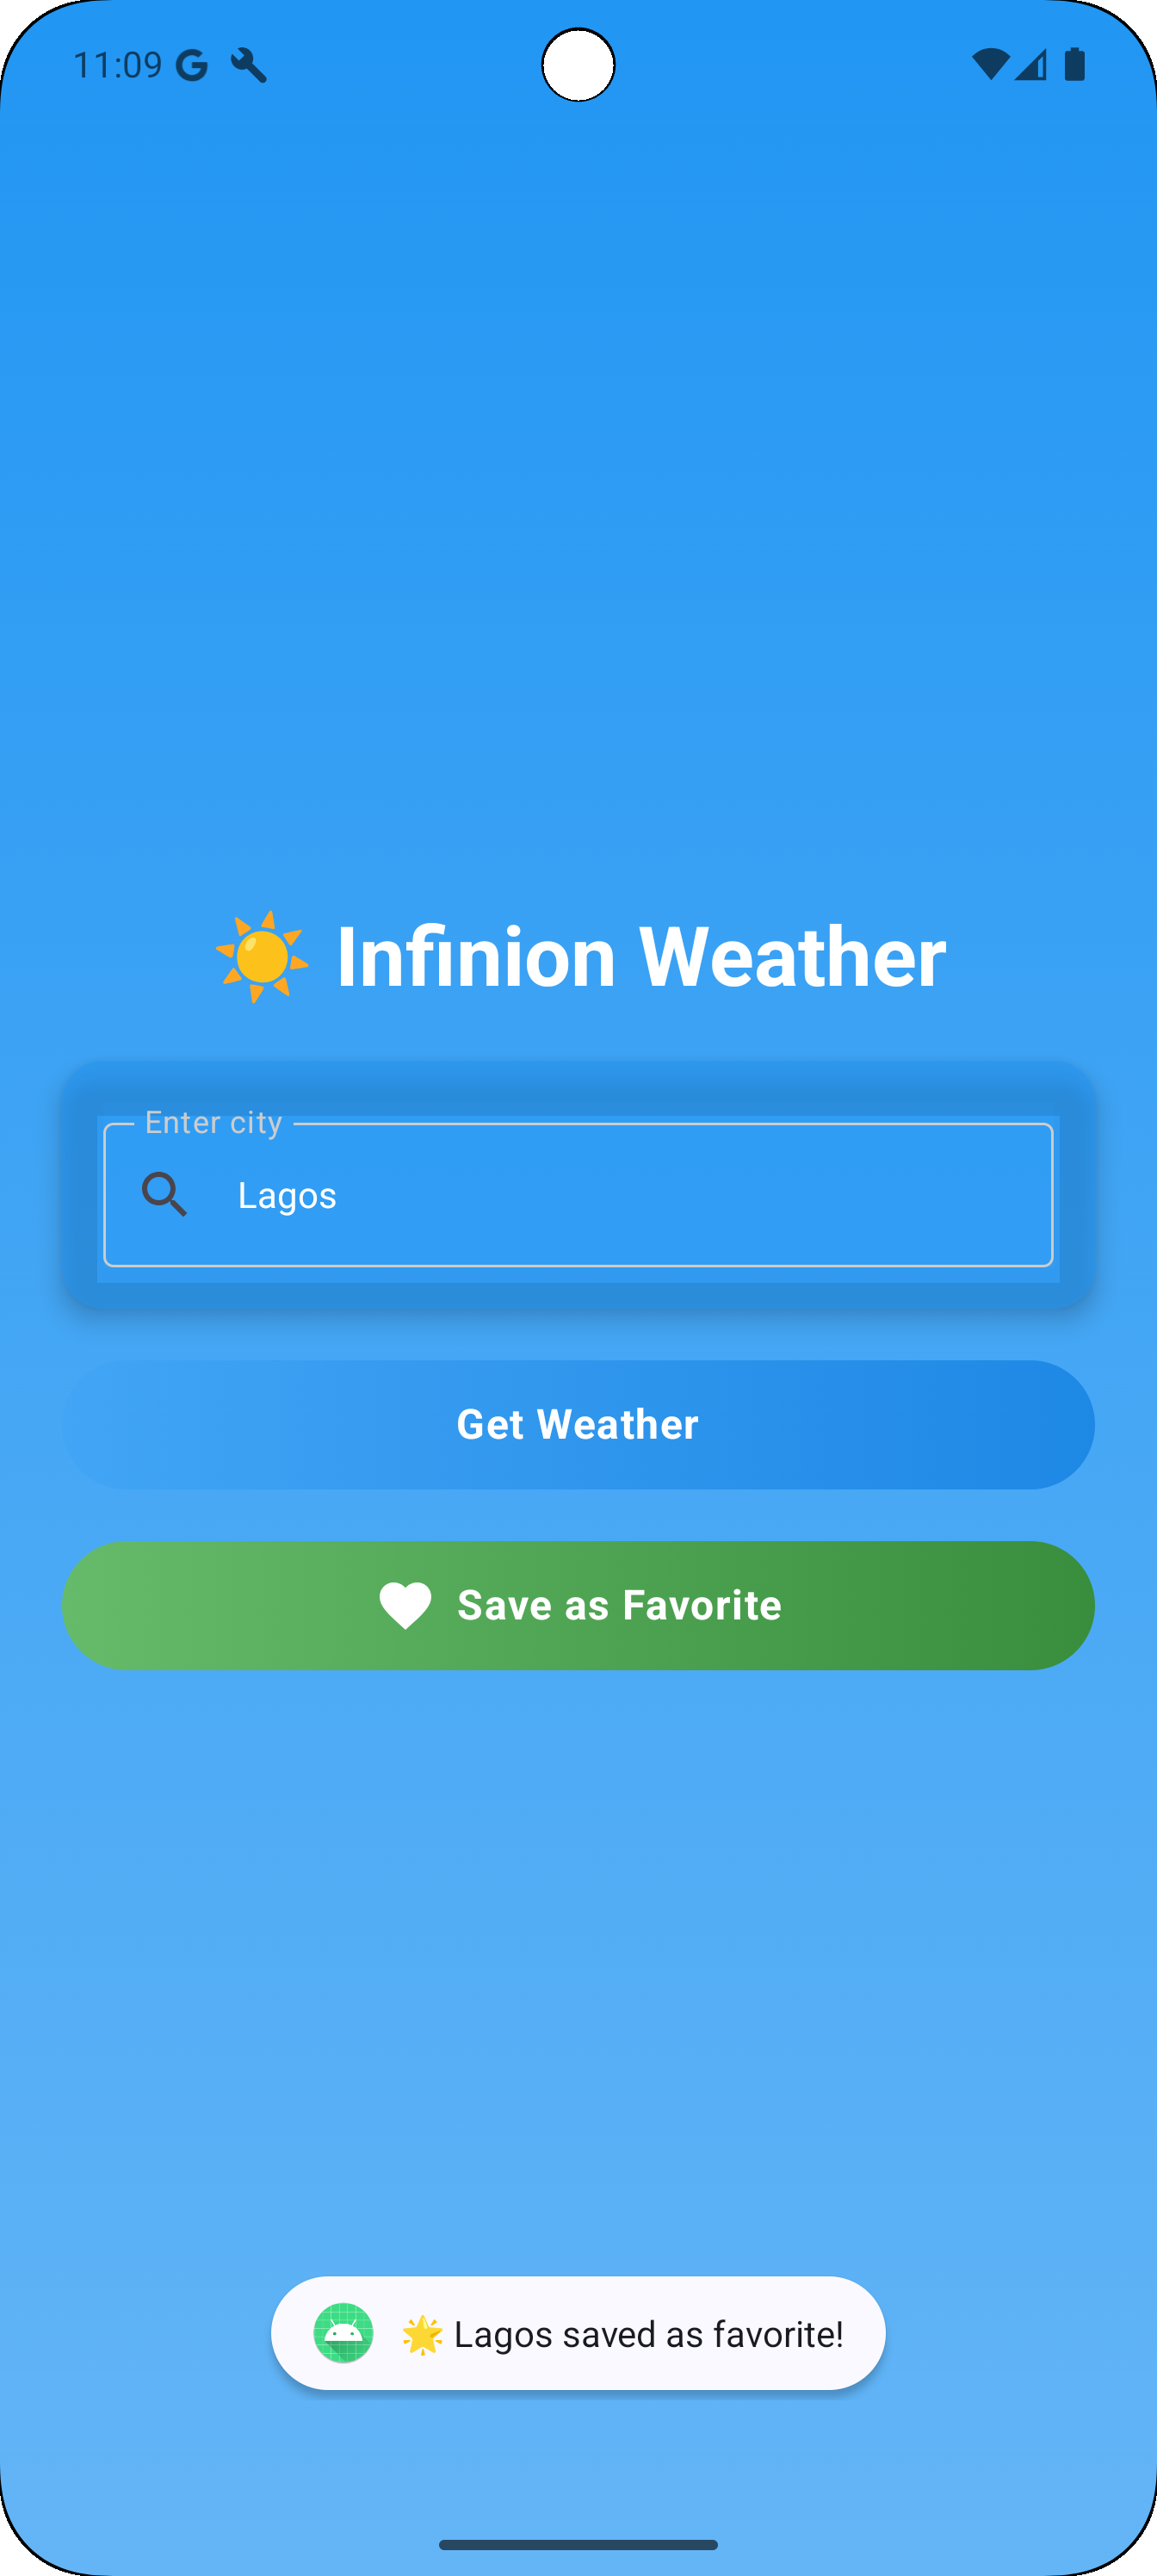 11:09
Infinion Weather
Enter city
Lagos
Get Weather
Save as Favorite
🌟 Lagos saved as favorite!